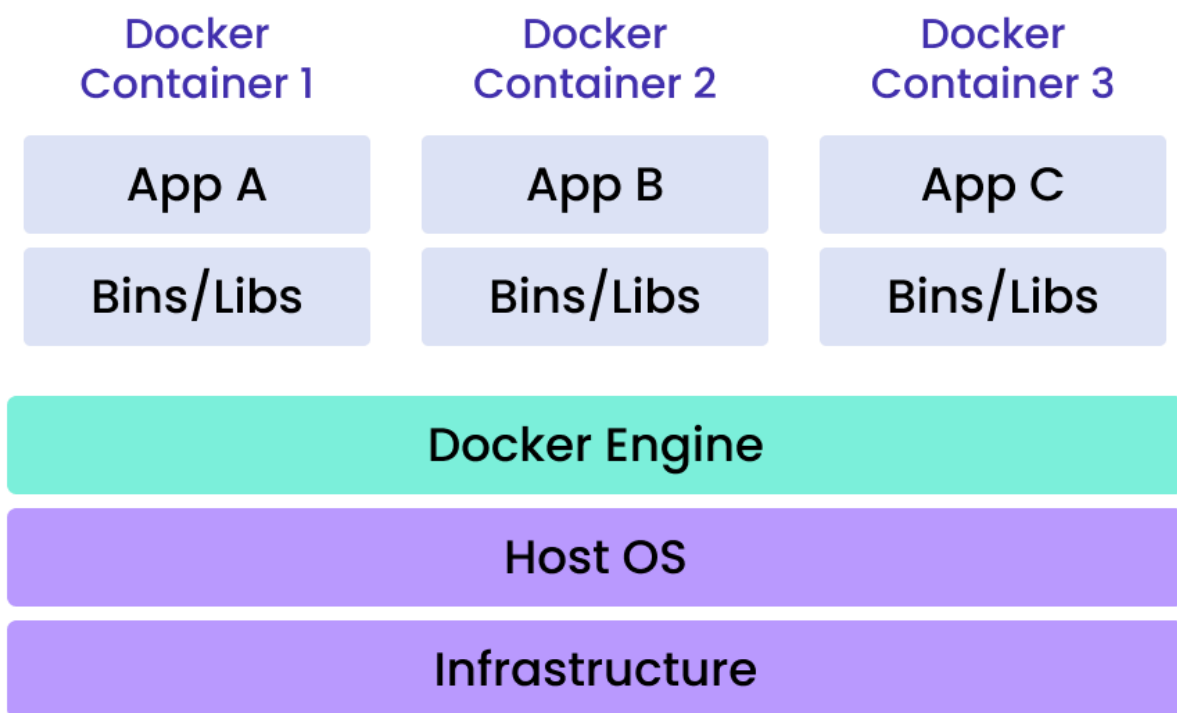 Docker
Container 1
Docker
Container 2
Docker
Container 3
App A
App B
App C
Bins/Libs
Bins/Libs
Bins/Libs
Docker Engine
Host OS
Infrastructure